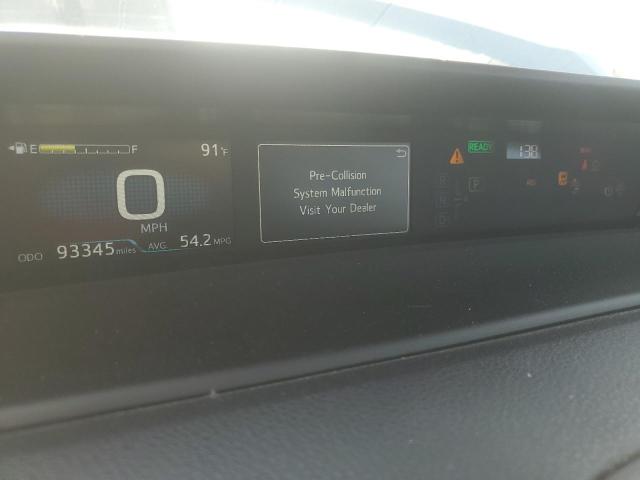 E F 91°F
0
MPH
ODO 93345 miles AVG 54.2 MPG
Pre-Collision
System Malfunction
Visit Your Dealer
READY 1:38
P
R
N
D